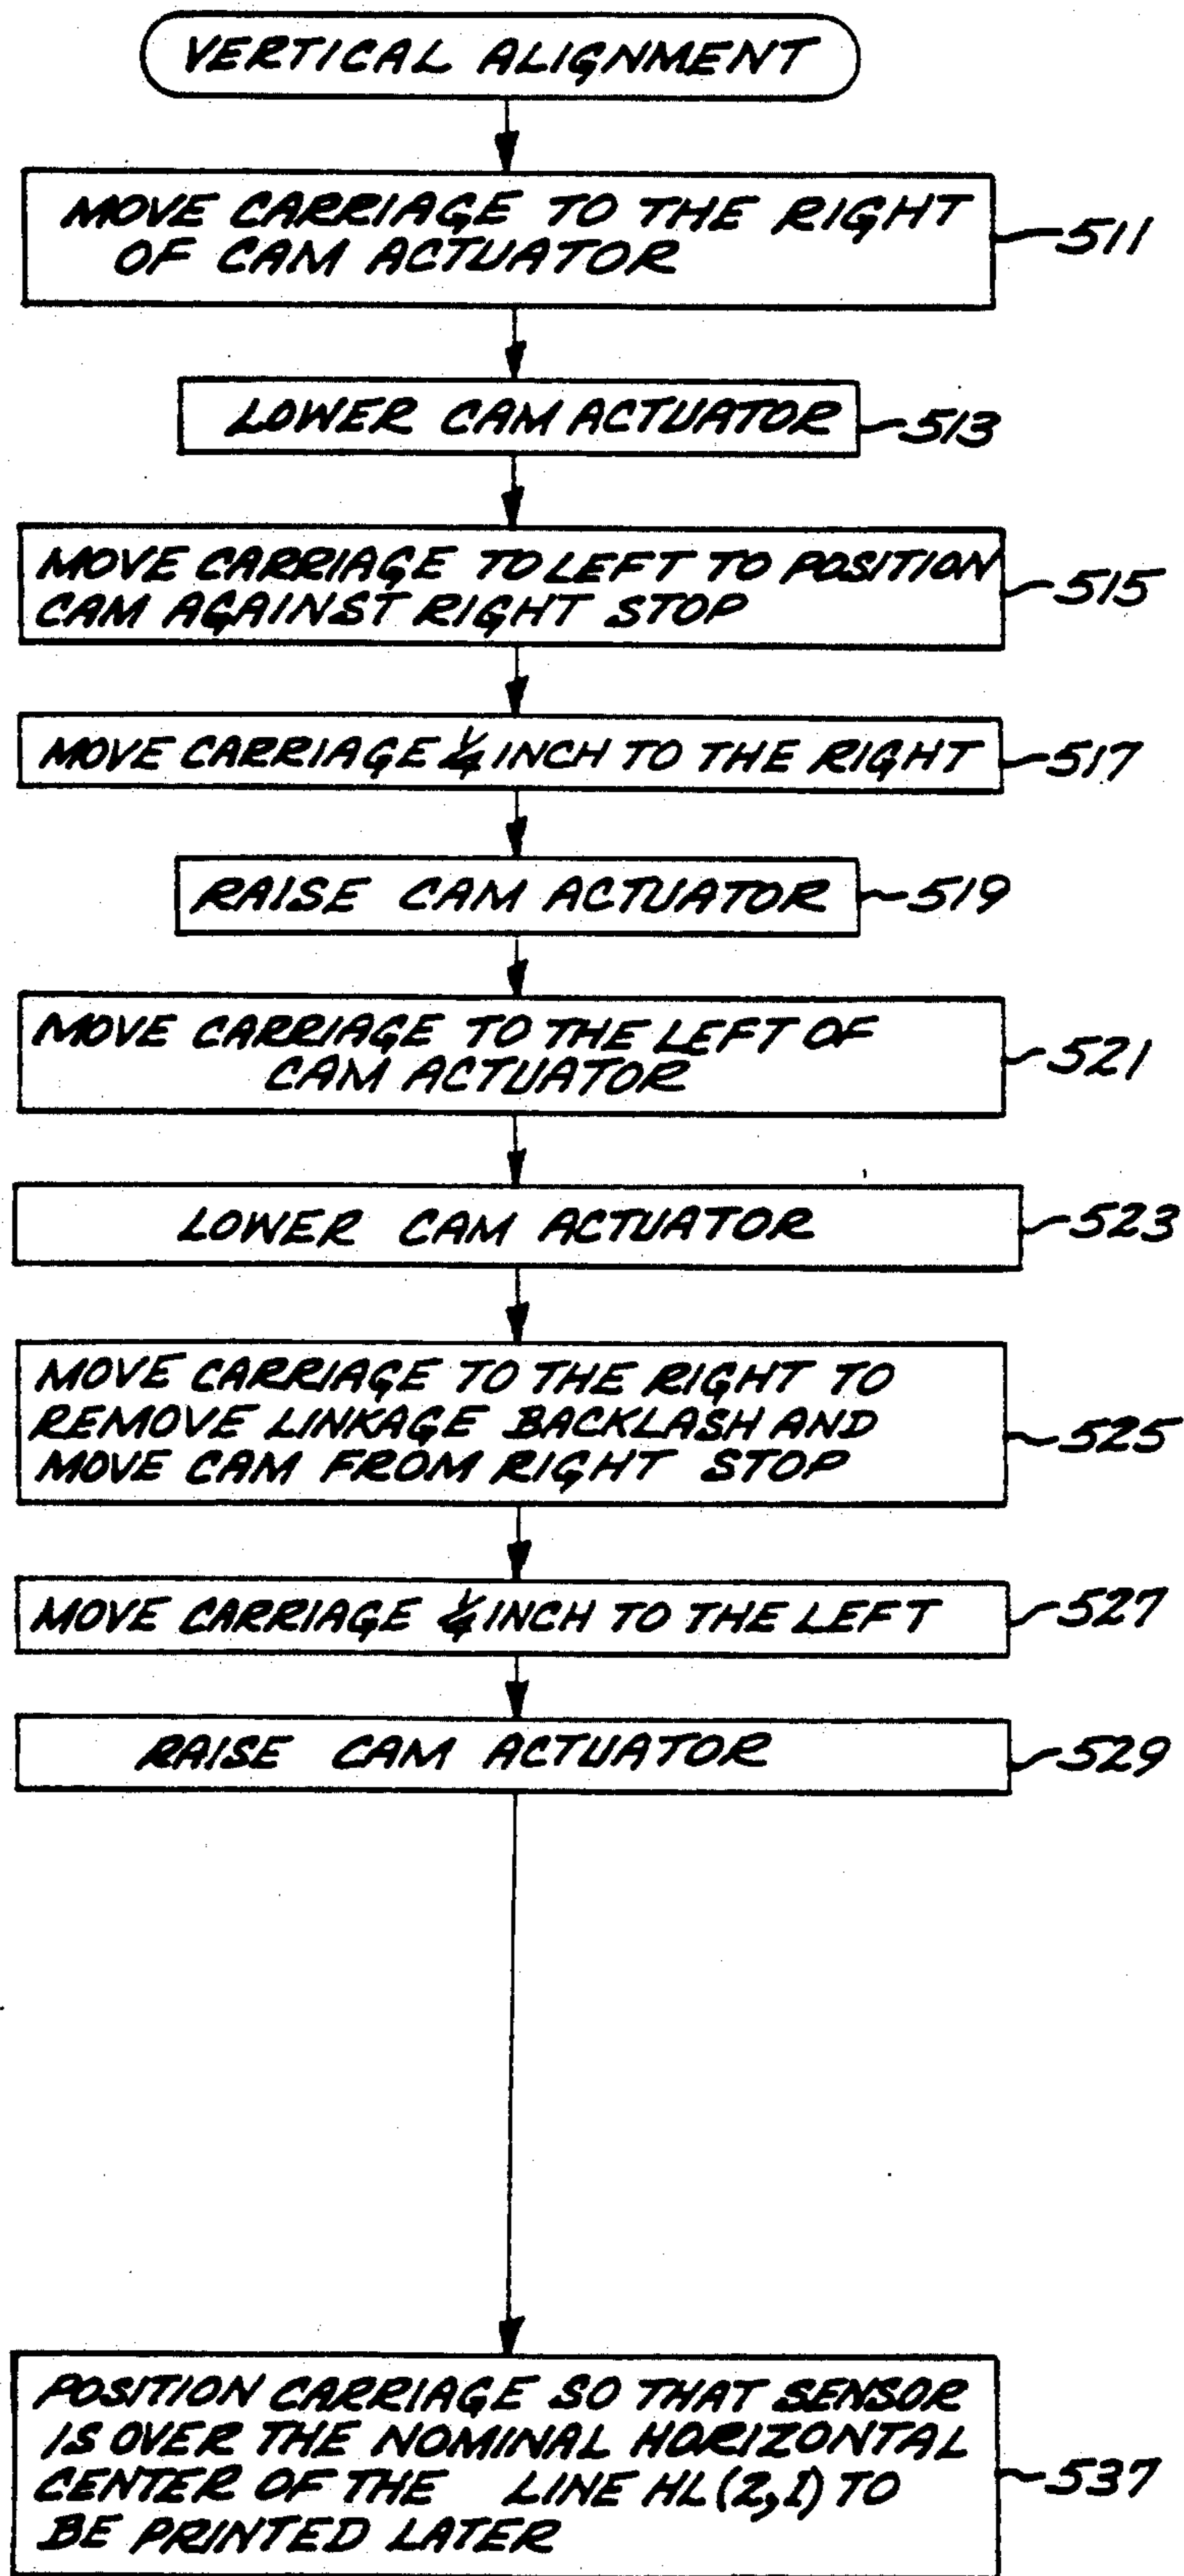 VERTICAL ALIGNMENT
MOVE CARRIAGE TO THE RIGHT
OF CAM ACTUATOR
511
LOWER CAM ACTUATOR
513
MOVE CARRIAGE TO LEFT TO POSITION
CAM AGAINST RIGHT STOP
515
MOVE CARRIAGE 1/4 INCH TO THE RIGHT
517
RAISE CAM ACTUATOR
519
MOVE CARRIAGE TO THE LEFT OF
CAM ACTUATOR
521
LOWER CAM ACTUATOR
523
MOVE CARRIAGE TO THE RIGHT TO
REMOVE LINKAGE BACKLASH AND
MOVE CAM FROM RIGHT STOP
525
MOVE CARRIAGE 1/4 INCH TO THE LEFT
527
RAISE CAM ACTUATOR
529
POSITION CARRIAGE SO THAT SENSOR
IS OVER THE NOMINAL HORIZONTAL
CENTER OF THE LINE HL(2,I) TO
BE PRINTED LATER
537